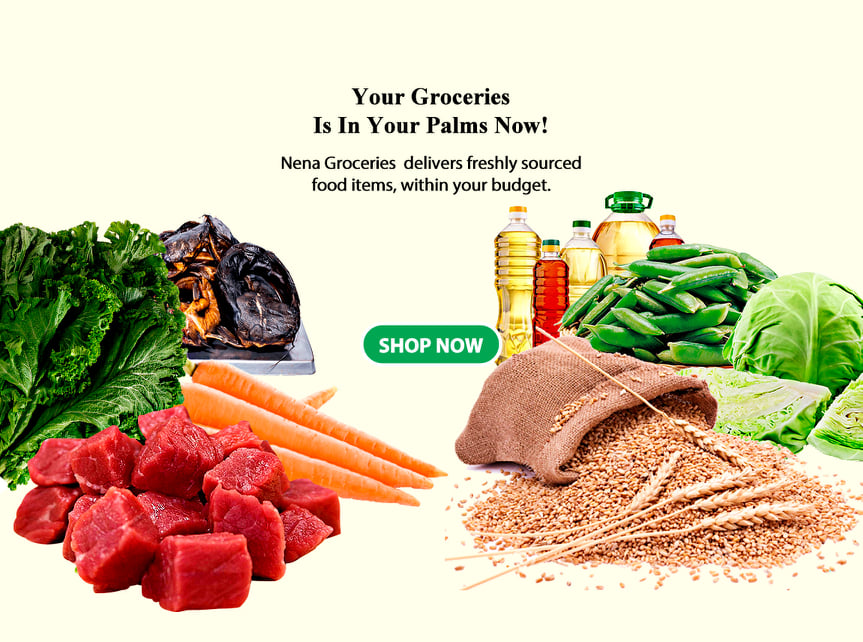 Your Groceries
Is In Your Palms Now!
Nena Groceries delivers freshly sourced
food items, within your budget.
SHOP NOW